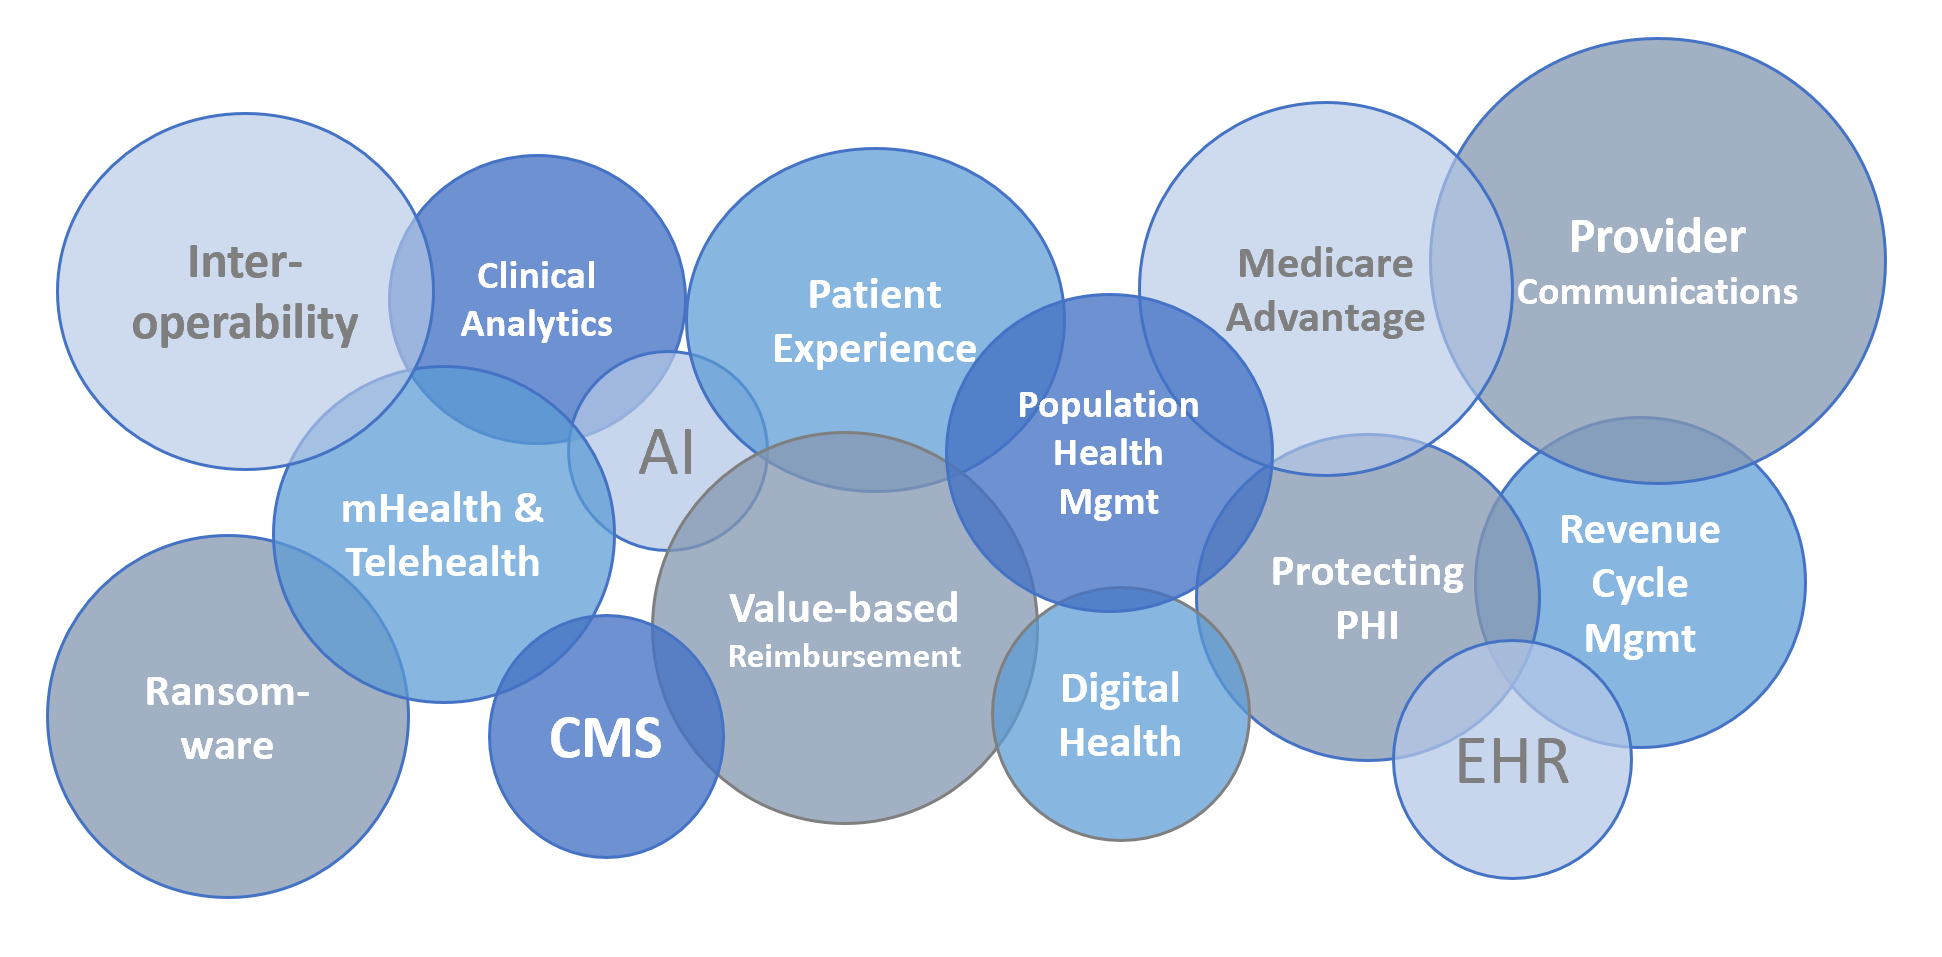 Inter-
operability
Clinical
Analytics
Patient
Experience
Medicare
Advantage
Provider
Communications
AI
Population
Health
Mgmt
mHealth &
Telehealth
Ransom-
ware
CMS
Value-based
Reimbursement
Digital
Health
Protecting
PHI
Revenue
Cycle
Mgmt
EHR